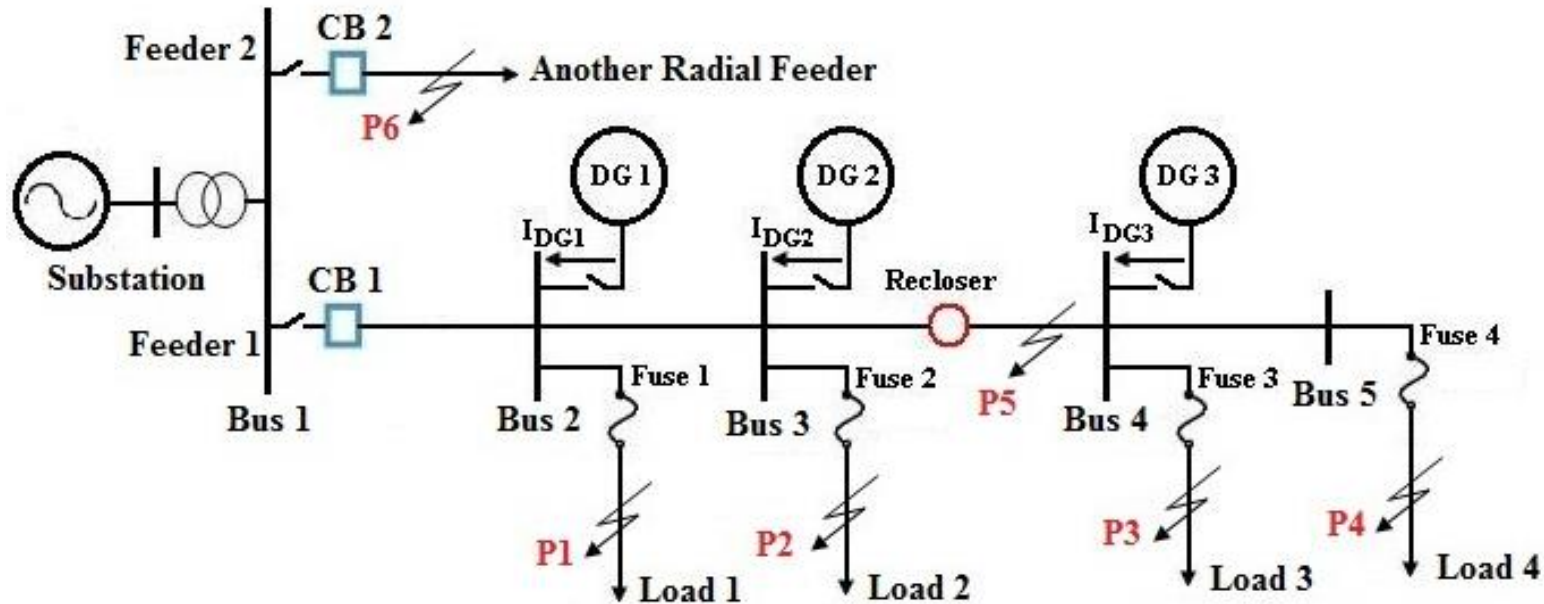 CB 2
Feeder 2
Another Radial Feeder
P6
DG 1
DG 2
DG 3
IDG1
IDG2
IDG3
Substation
CB 1
Recloser
Feeder 1
Fuse 1
Fuse 2
Fuse 3
Fuse 4
Bus 1
Bus 2
Bus 3
P5
Bus 4
Bus 5
P1
P2
P3
P4
Load 1
Load 2
Load 3
Load 4